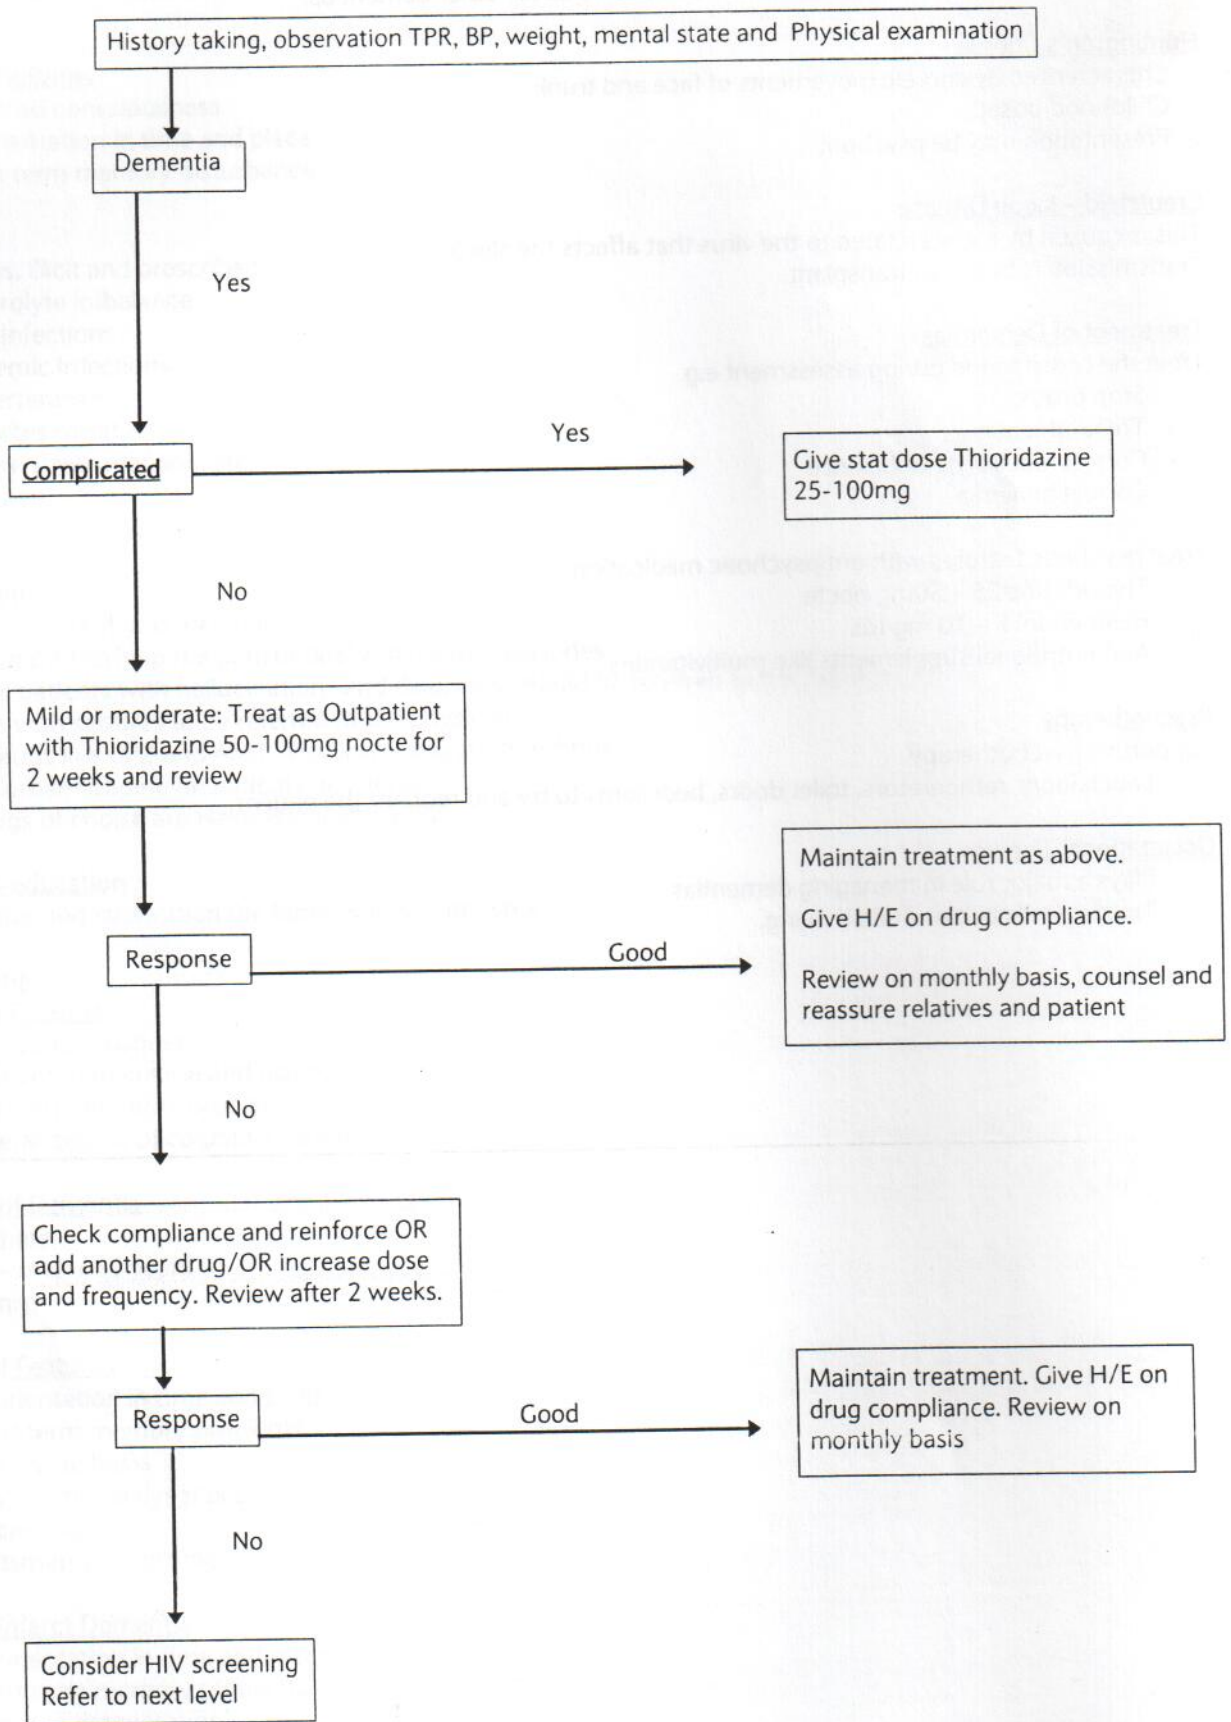 History taking, observation TPR, BP, weight, mental state and Physical examination
Dementia
Yes
Complicated
Yes
Give stat dose Thioridazine
25-100mg
No
Mild or moderate: Treat as Outpatient
with Thioridazine 50-100mg nocte for
2 weeks and review
Response
Good
Maintain treatment as above.
Give H/E on drug compliance.
Review on monthly basis, counsel and
reassure relatives and patient
No
Check compliance and reinforce OR
add another drug/OR increase dose
and frequency. Review after 2 weeks.
Response
Good
Maintain treatment. Give H/E on
drug compliance. Review on
monthly basis
No
Consider HIV screening
Refer to next level